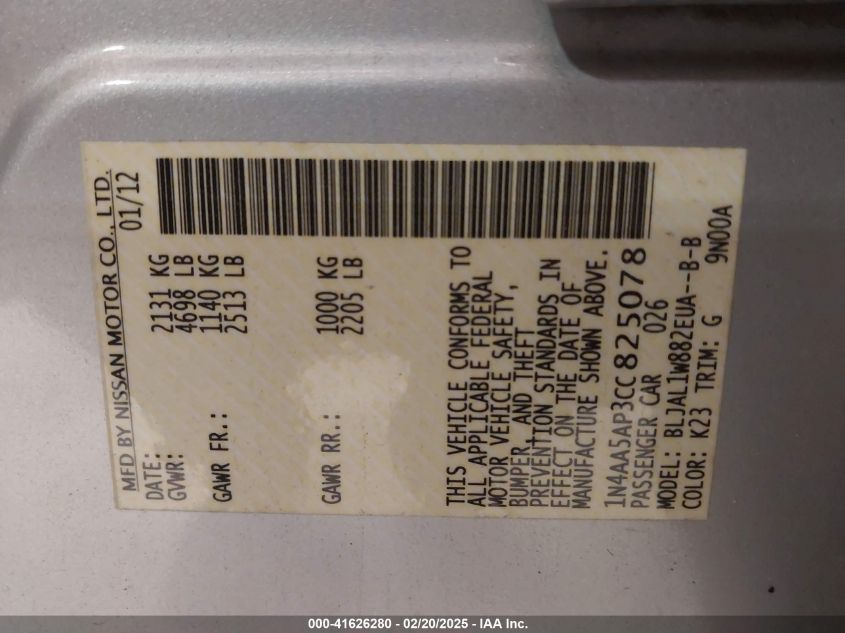 MFD BY NISSAN MOTOR CO., LTD.
DATE: 01/12
GVWR: 2131 KG
4698 LB
GAWR FR.: 1140 KG
2513 LB
GAWR RR.: 1000 KG
2205 LB
THIS VEHICLE CONFORMS TO
ALL APPLICABLE FEDERAL
MOTOR VEHICLE SAFETY,
BUMPER, AND THEFT
PREVENTION STANDARDS IN
EFFECT ON THE DATE OF
MANUFACTURE SHOWN ABOVE.
1N4AA5AP3CC825078
PASSENGER CAR 026
MODEL: BLJAL1W882EUA--B-B
COLOR: K23 TRIM: G 9N00A
000-41626280 - 02/20/2025 - IAA Inc.